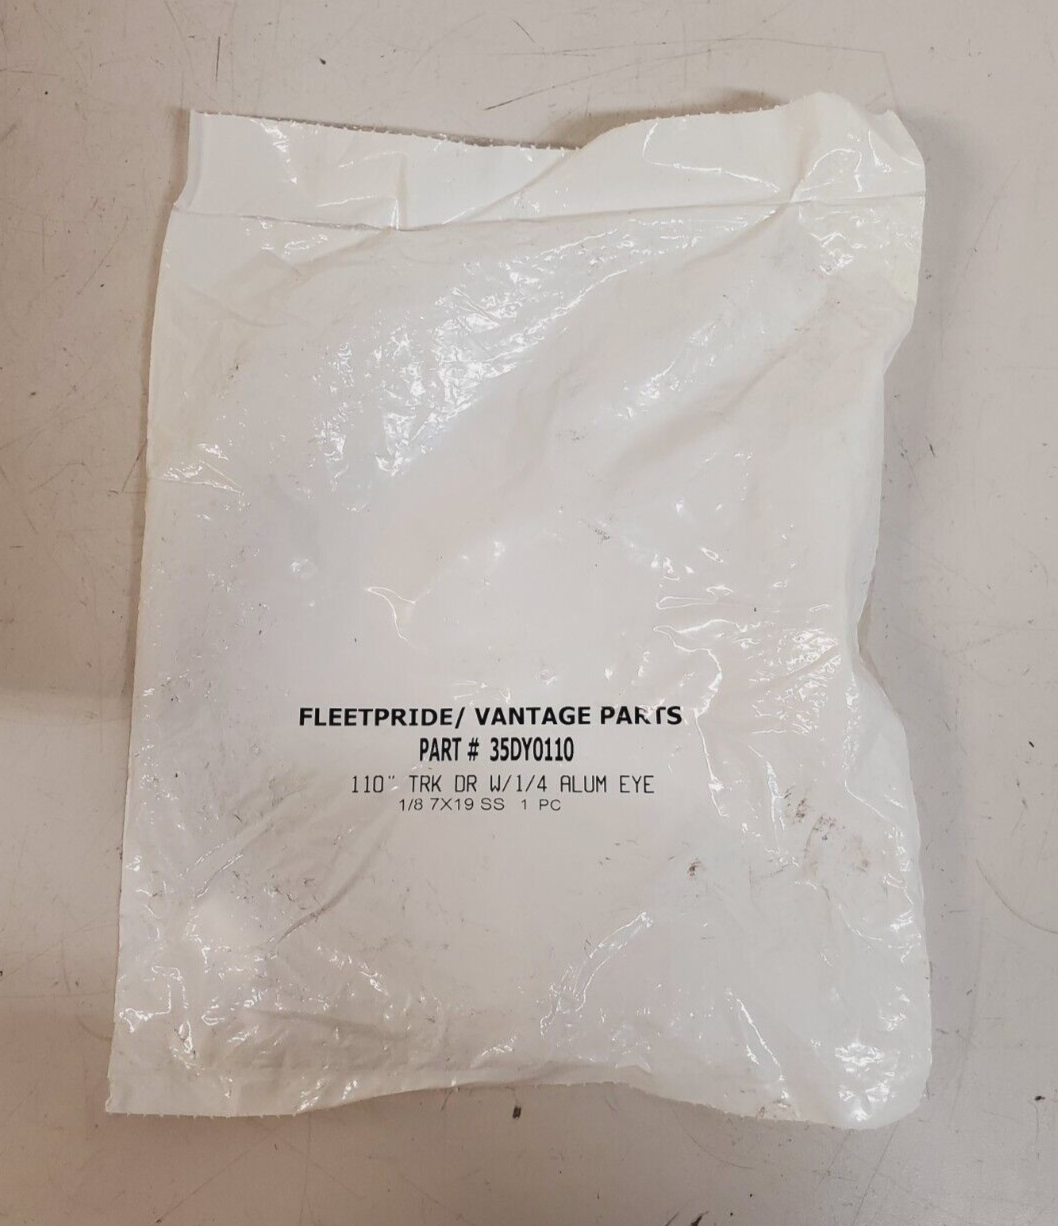 FLEETPRIDE/ VANTAGE PARTS
PART # 35DY0110
110" TRK DR W/1/4 ALUM EYE
1/8 7X19 SS 1 PC